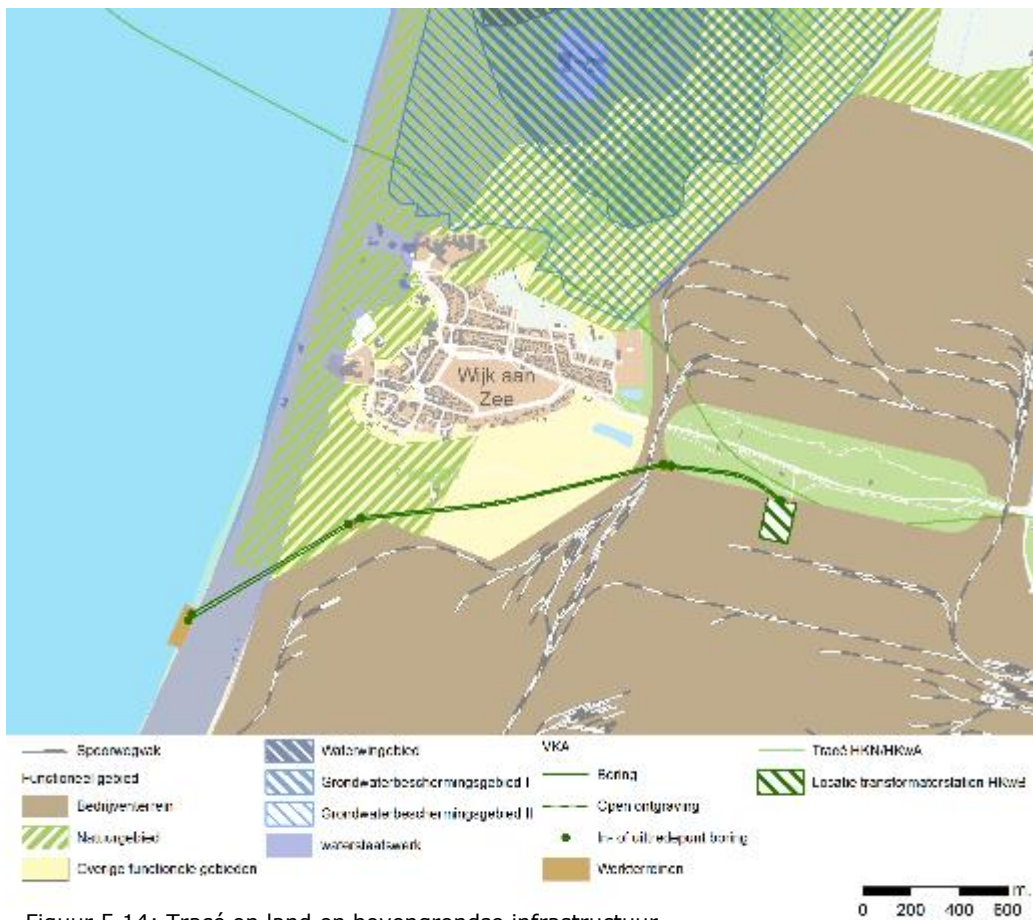 Wijk aan
Zee
Spoorwegvak
Functioneel gebied
Bedrijventerrein
Natuurgebied
Overige functionele gebieden
Waterwingebied
Grondwaterbeschermingsgebied I
Grondwaterbeschermingsgebied II
waterstaatswerk
VKA
Boring
Open ontgraving
In- of uittredepunt boring
Werkterreinen
Tracé HKN/HKwA
Locatie transformatorstation HKwB
m.
0 200 400 600
Figuur 5.14: Tracé op land en bovengrondse infrastructuur